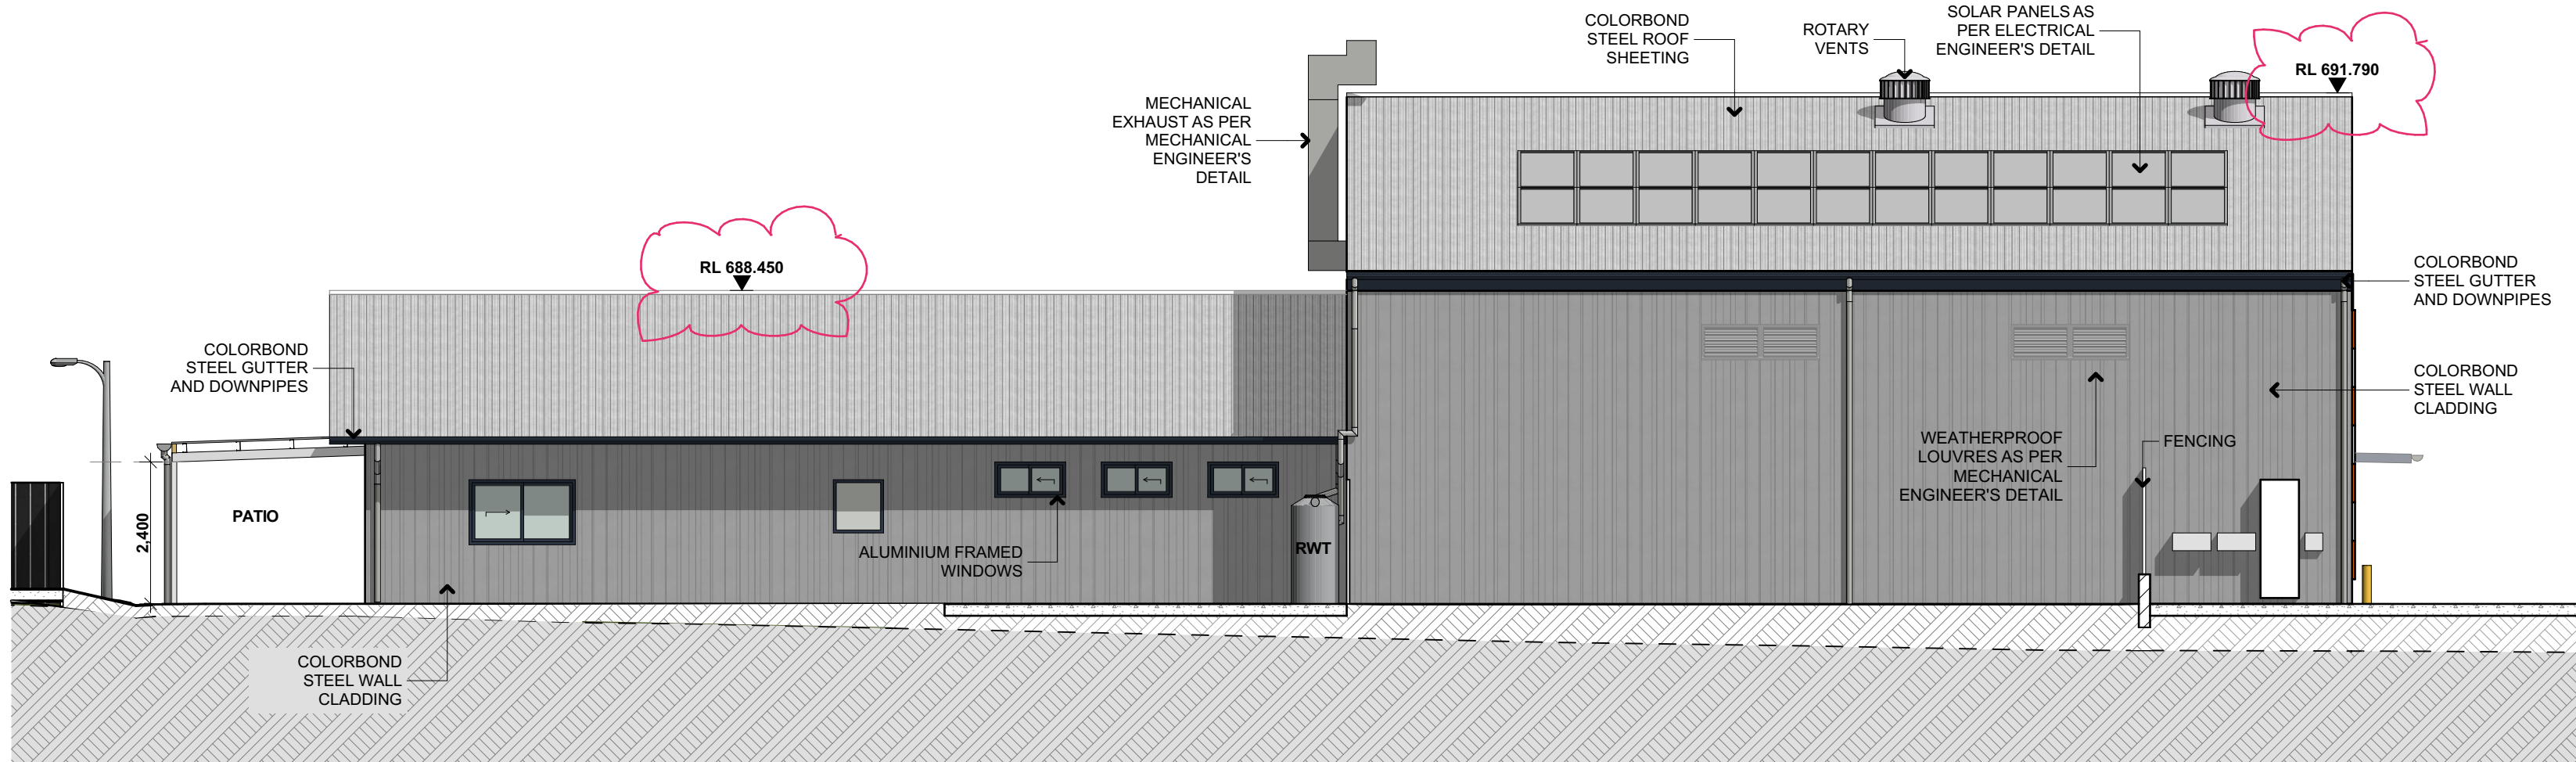 COLORBOND
STEEL ROOF
SHEETING
ROTARY
VENTS
SOLAR PANELS AS
PER ELECTRICAL
ENGINEER'S DETAIL
RL 691.790
MECHANICAL
EXHAUST AS PER
MECHANICAL
ENGINEER'S
DETAIL
RL 688.450
COLORBOND
STEEL GUTTER
AND DOWNPIPES
COLORBOND
STEEL GUTTER
AND DOWNPIPES
COLORBOND
STEEL WALL
CLADDING
WEATHERPROOF
LOUVRES AS PER
MECHANICAL
ENGINEER'S DETAIL
FENCING
2,400
PATIO
ALUMINIUM FRAMED
WINDOWS
RWT
COLORBOND
STEEL WALL
CLADDING